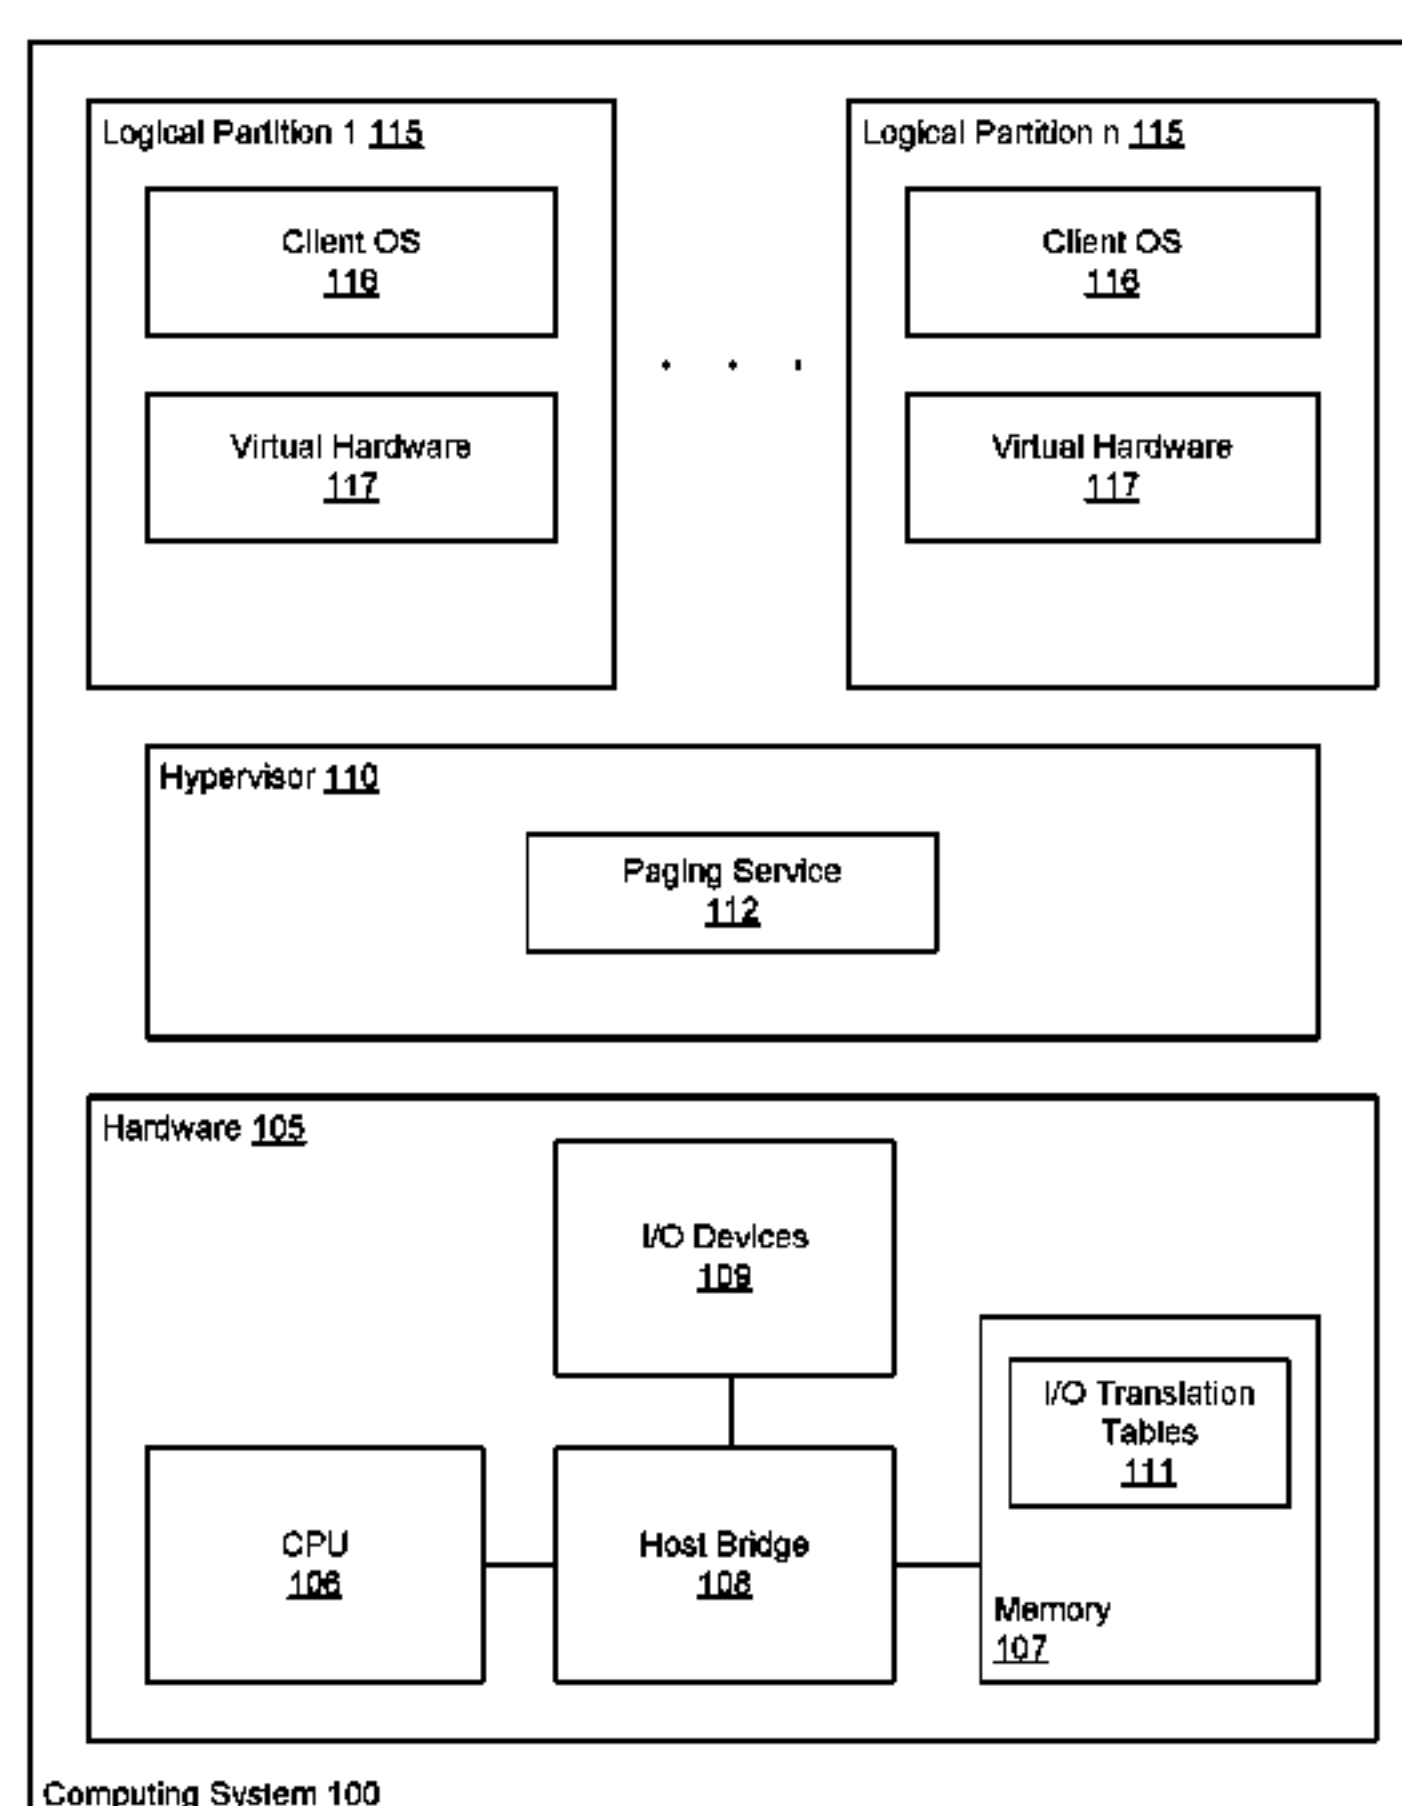 Logical Partition 1 115
Client OS
116
Virtual Hardware
117
. . .
Logical Partition n 115
Client OS
116
Virtual Hardware
117
Hypervisor 110
Paging Service
112
Hardware 105
I/O Devices
109
I/O Translation
Tables
111
CPU
106
Host Bridge
108
Memory
107
Computing System 100